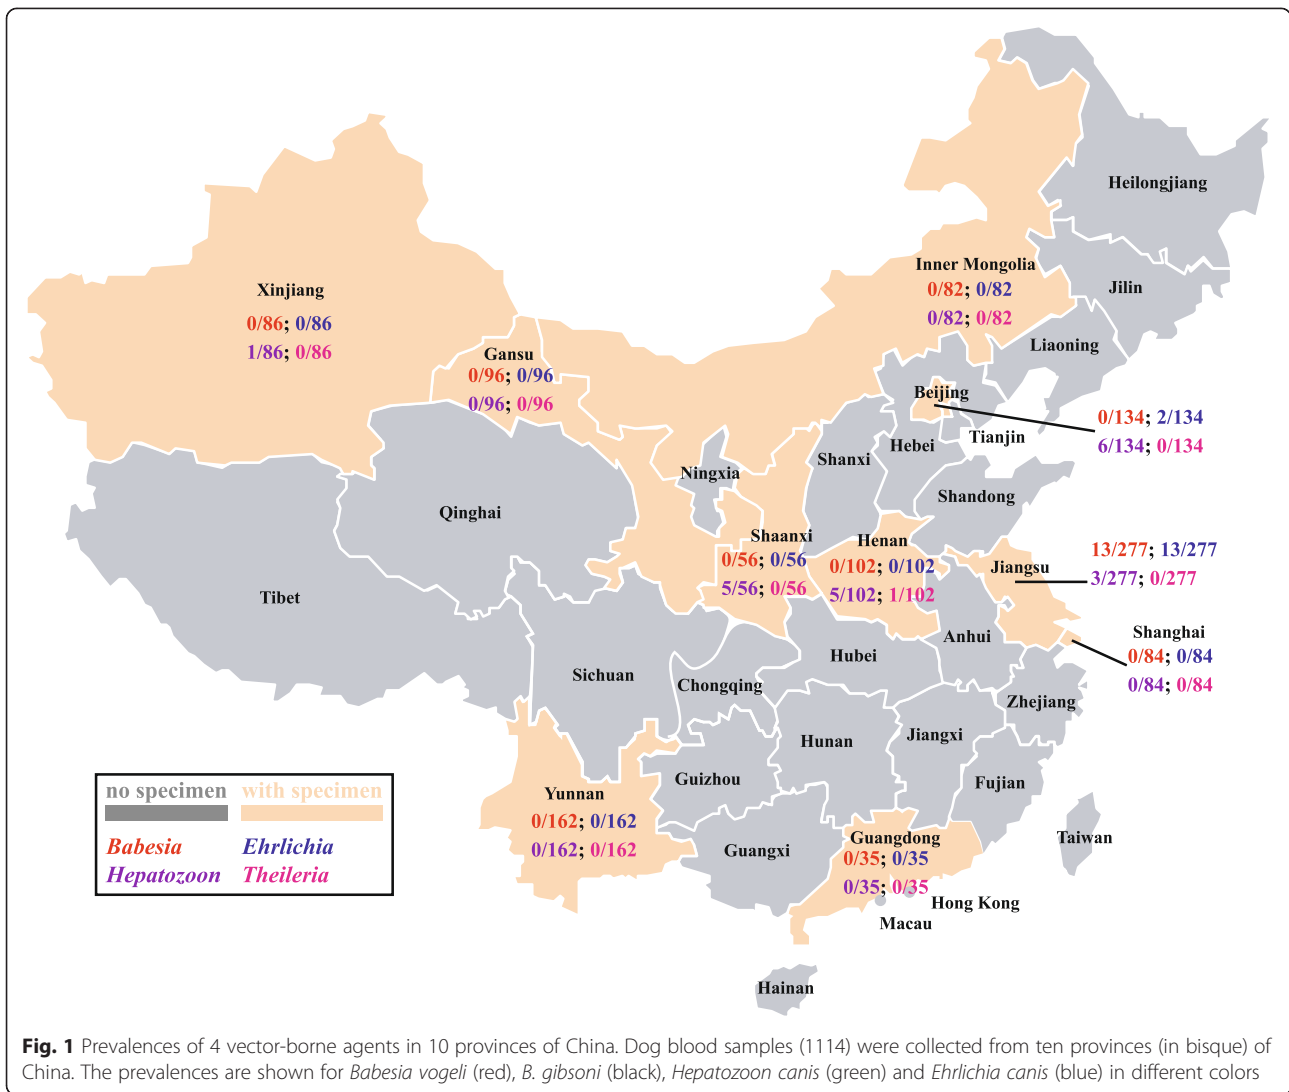 Heilongjiang
Inner Mongolia
0/82; 0/82
0/82; 0/82
Jilin
Xinjiang
0/86; 0/86
1/86; 0/86
Liaoning
Gansu
0/96; 0/96
0/96; 0/96
Beijing
0/134; 2/134
6/134; 0/134
Tianjin
Hebei
Shanxi
Ningxia
Shandong
Qinghai
Shaanxi
0/56; 0/56
5/56; 0/56
Henan
0/102; 0/102
5/102; 1/102
Jiangsu
13/277; 13/277
3/277; 0/277
Tibet
Shanghai
0/84; 0/84
0/84; 0/84
Anhui
Hubei
Sichuan
Chongqing
Zhejiang
Hunan
Jiangxi
Guizhou
Fujian
Yunnan
0/162; 0/162
0/162; 0/162
Guangdong
0/35; 0/35
0/35; 0/35
Guangxi
Taiwan
Hong Kong
Macau
Hainan
no specimen with specimen
Babesia Ehrlichia
Hepatozoon Theileria
Fig. 1 Prevalences of 4 vector-borne agents in 10 provinces of China. Dog blood samples (1114) were collected from ten provinces (in bisque) of
China. The prevalences are shown for Babesia vogeli (red), B. gibsoni (black), Hepatozoon canis (green) and Ehrlichia canis (blue) in different colors